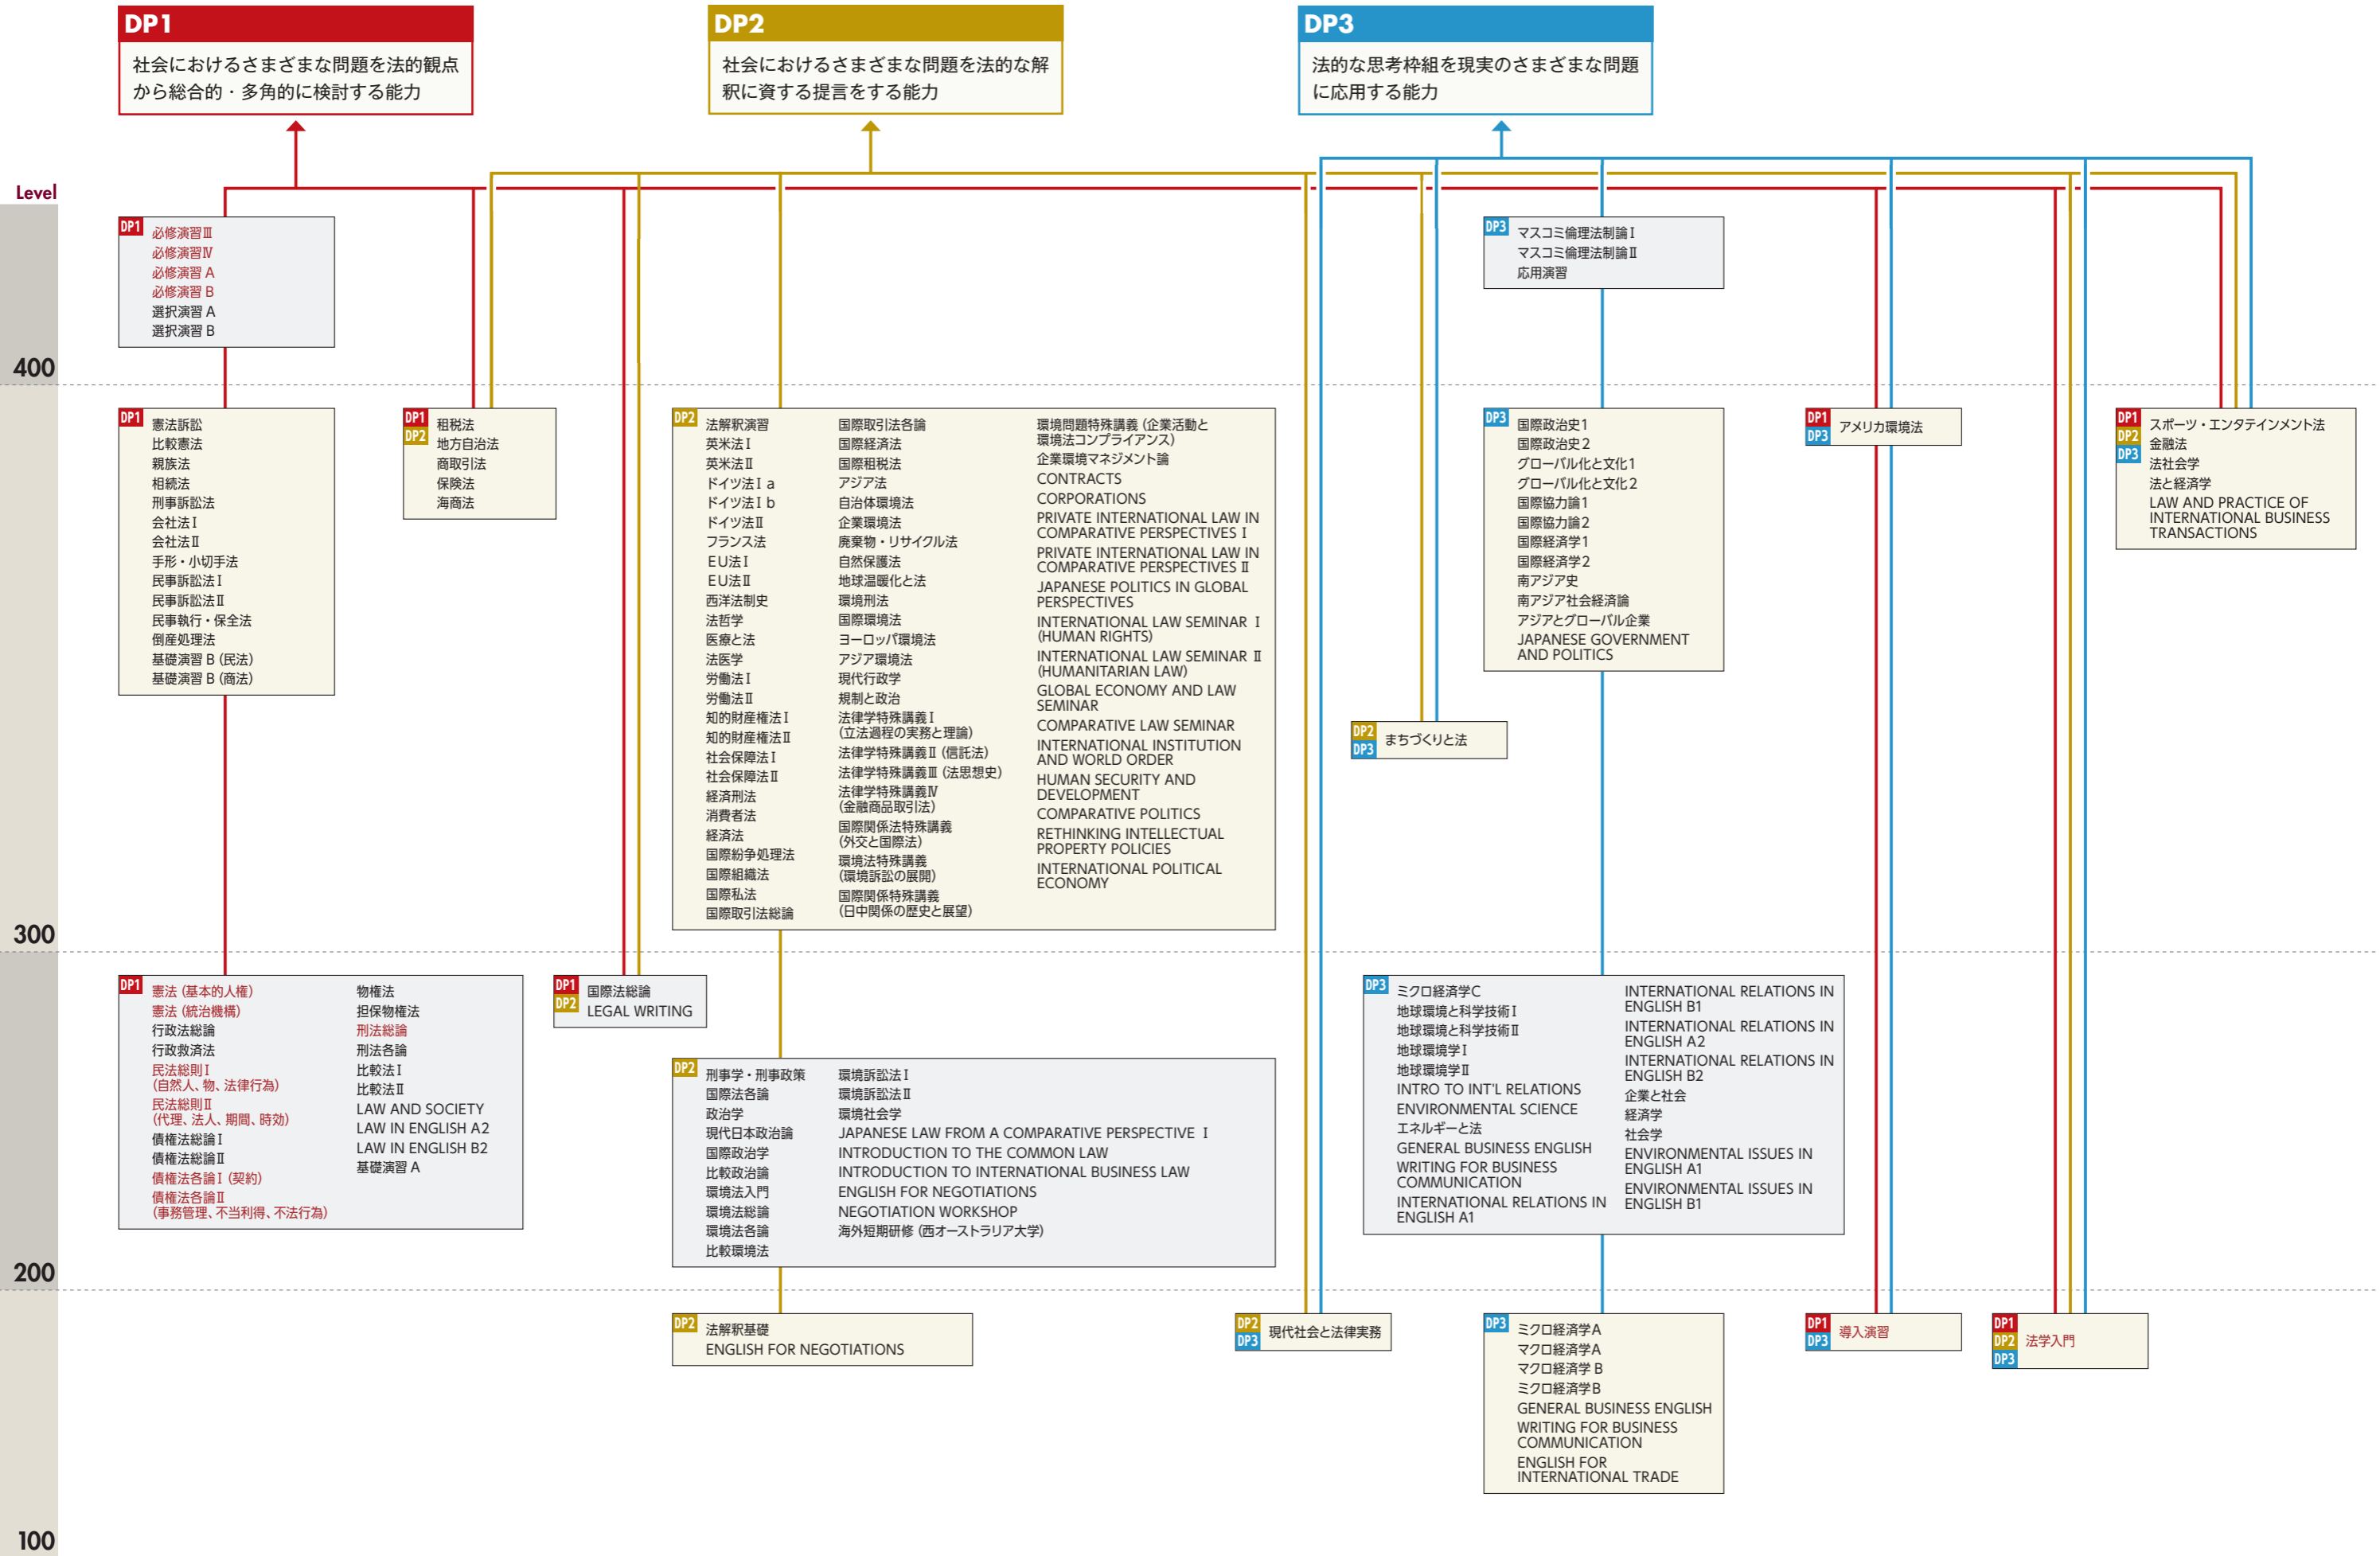 DP1
社会におけるさまざまな問題を法的観点
から総合的・多角的に検討する能力
DP2
社会におけるさまざまな問題を法的な解
釈に資する提言をする能力
DP3
法的な思考枠組を現実のさまざまな問題
に応用する能力
Level
400
DP1
必修演習Ⅲ
必修演習Ⅳ
必修演習 A
必修演習 B
選択演習 A
選択演習 B
DP3
マスコミ倫理法制論Ⅰ
マスコミ倫理法制論Ⅱ
応用演習
300
DP1
憲法訴訟
比較憲法
親族法
相続法
刑事訴訟法
会社法Ⅰ
会社法Ⅱ
手形・小切手法
民事訴訟法Ⅰ
民事訴訟法Ⅱ
民事執行・保全法
倒産処理法
基礎演習 B (民法)
基礎演習 B (商法)
DP1
DP2
租税法
地方自治法
商取引法
保険法
海商法
DP2
法解釈演習
英米法Ⅰ
英米法Ⅱ
ドイツ法Ⅰ a
ドイツ法Ⅰ b
ドイツ法Ⅱ
フランス法
EU法Ⅰ
EU法Ⅱ
西洋法制史
法哲学
医療と法
法医学
労働法Ⅰ
労働法Ⅱ
知的財産権法Ⅰ
知的財産権法Ⅱ
社会保障法Ⅰ
社会保障法Ⅱ
経済刑法
消費者法
経済法
国際紛争処理法
国際組織法
国際私法
国際取引法総論
国際取引法各論
国際経済法
国際租税法
アジア法
自治体環境法
企業環境法
廃棄物・リサイクル法
自然保護法
地球温暖化と法
環境刑法
国際環境法
ヨーロッパ環境法
アジア環境法
現代行政学
規制と政治
法律学特殊講義Ⅰ
(立法過程の実務と理論)
法律学特殊講義Ⅱ (信託法)
法律学特殊講義Ⅲ (法思想史)
法律学特殊講義Ⅳ
(金融商品取引法)
国際関係法特殊講義
(外交と国際法)
環境法特殊講義
(環境訴訟の展開)
国際関係特殊講義
(日中関係の歴史と展望)
環境問題特殊講義 (企業活動と
環境法コンプライアンス)
企業環境マネジメント論
CONTRACTS
CORPORATIONS
PRIVATE INTERNATIONAL LAW IN
COMPARATIVE PERSPECTIVES Ⅰ
PRIVATE INTERNATIONAL LAW IN
COMPARATIVE PERSPECTIVES Ⅱ
JAPANESE POLITICS IN GLOBAL
PERSPECTIVES
INTERNATIONAL LAW SEMINAR Ⅰ
(HUMAN RIGHTS)
INTERNATIONAL LAW SEMINAR Ⅱ
(HUMANITARIAN LAW)
GLOBAL ECONOMY AND LAW
SEMINAR
COMPARATIVE LAW SEMINAR
INTERNATIONAL INSTITUTION
AND WORLD ORDER
HUMAN SECURITY AND
DEVELOPMENT
COMPARATIVE POLITICS
RETHINKING INTELLECTUAL
PROPERTY POLICIES
INTERNATIONAL POLITICAL
ECONOMY
DP2
DP3
まちづくりと法
DP3
国際政治史1
国際政治史2
グローバル化と文化1
グローバル化と文化2
国際協力論1
国際協力論2
国際経済学1
国際経済学2
南アジア史
南アジア社会経済論
アジアとグローバル企業
JAPANESE GOVERNMENT
AND POLITICS
DP1
DP3
アメリカ環境法
DP1
DP2
DP3
スポーツ・エンタテインメント法
金融法
法社会学
法と経済学
LAW AND PRACTICE OF
INTERNATIONAL BUSINESS
TRANSACTIONS
200
DP1
憲法 (基本的人権)
憲法 (統治機構)
行政法総論
行政救済法
民法総則Ⅰ
(自然人、物、法律行為)
民法総則Ⅱ
(代理、法人、期間、時効)
債権法総論Ⅰ
債権法総論Ⅱ
債権法各論Ⅰ (契約)
債権法各論Ⅱ
(事務管理、不当利得、不法行為)
物権法
担保物権法
刑法総論
刑法各論
比較法Ⅰ
比較法Ⅱ
LAW AND SOCIETY
LAW IN ENGLISH A2
LAW IN ENGLISH B2
基礎演習 A
DP1
DP2
国際法総論
LEGAL WRITING
DP2
刑事学・刑事政策
国際法各論
政治学
現代日本政治論
国際政治学
比較政治論
環境法入門
環境法総論
環境法各論
比較環境法
環境訴訟法Ⅰ
環境訴訟法Ⅱ
環境社会学
JAPANESE LAW FROM A COMPARATIVE PERSPECTIVE Ⅰ
INTRODUCTION TO THE COMMON LAW
INTRODUCTION TO INTERNATIONAL BUSINESS LAW
ENGLISH FOR NEGOTIATIONS
NEGOTIATION WORKSHOP
海外短期研修 (西オーストラリア大学)
DP3
ミクロ経済学C
地球環境と科学技術Ⅰ
地球環境と科学技術Ⅱ
地球環境学Ⅰ
地球環境学Ⅱ
INTRO TO INT'L RELATIONS
ENVIRONMENTAL SCIENCE
エネルギーと法
GENERAL BUSINESS ENGLISH
WRITING FOR BUSINESS
COMMUNICATION
INTERNATIONAL RELATIONS IN
ENGLISH A1
INTERNATIONAL RELATIONS IN
ENGLISH B1
INTERNATIONAL RELATIONS IN
ENGLISH A2
INTERNATIONAL RELATIONS IN
ENGLISH B2
企業と社会
経済学
社会学
ENVIRONMENTAL ISSUES IN
ENGLISH A1
ENVIRONMENTAL ISSUES IN
ENGLISH B1
100
DP2
法解釈基礎
ENGLISH FOR NEGOTIATIONS
DP2
DP3
現代社会と法律実務
DP3
ミクロ経済学A
マクロ経済学A
マクロ経済学 B
ミクロ経済学B
GENERAL BUSINESS ENGLISH
WRITING FOR BUSINESS
COMMUNICATION
ENGLISH FOR
INTERNATIONAL TRADE
DP1
DP3
導入演習
DP1
DP2
DP3
法学入門